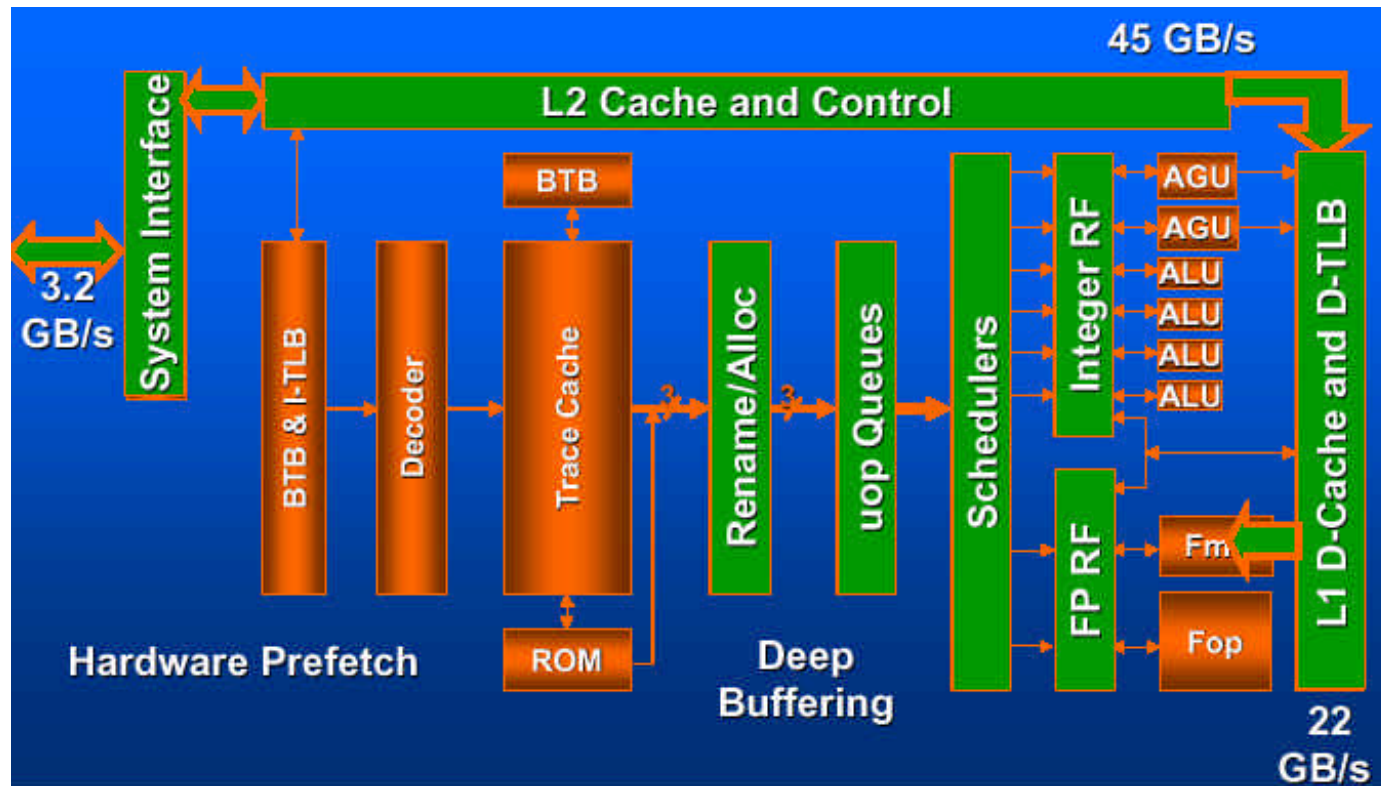 45 GB/s
System Interface
L2 Cache and Control
3.2
GB/s
BTB & I-TLB
Decoder
BTB
Trace Cache
ROM
3
Rename/Alloc
3
uop Queues
Schedulers
Integer RF
FP RF
AGU
AGU
ALU
ALU
ALU
ALU
Fm
Fop
L1 D-Cache and D-TLB
Hardware Prefetch
Deep
Buffering
22
GB/s